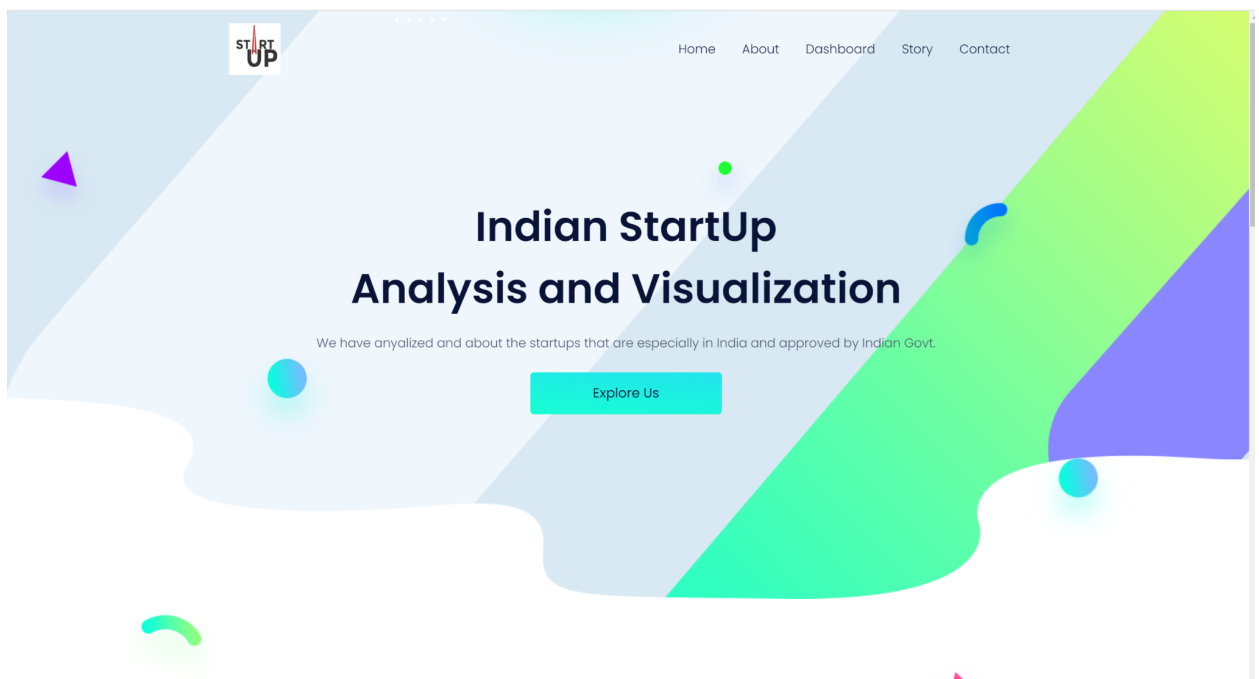 START
UP
Home About Dashboard Story Contact
Indian StartUp
Analysis and Visualization
We have anyalized and about the startups that are especially in India and approved by Indian Govt.
Explore Us